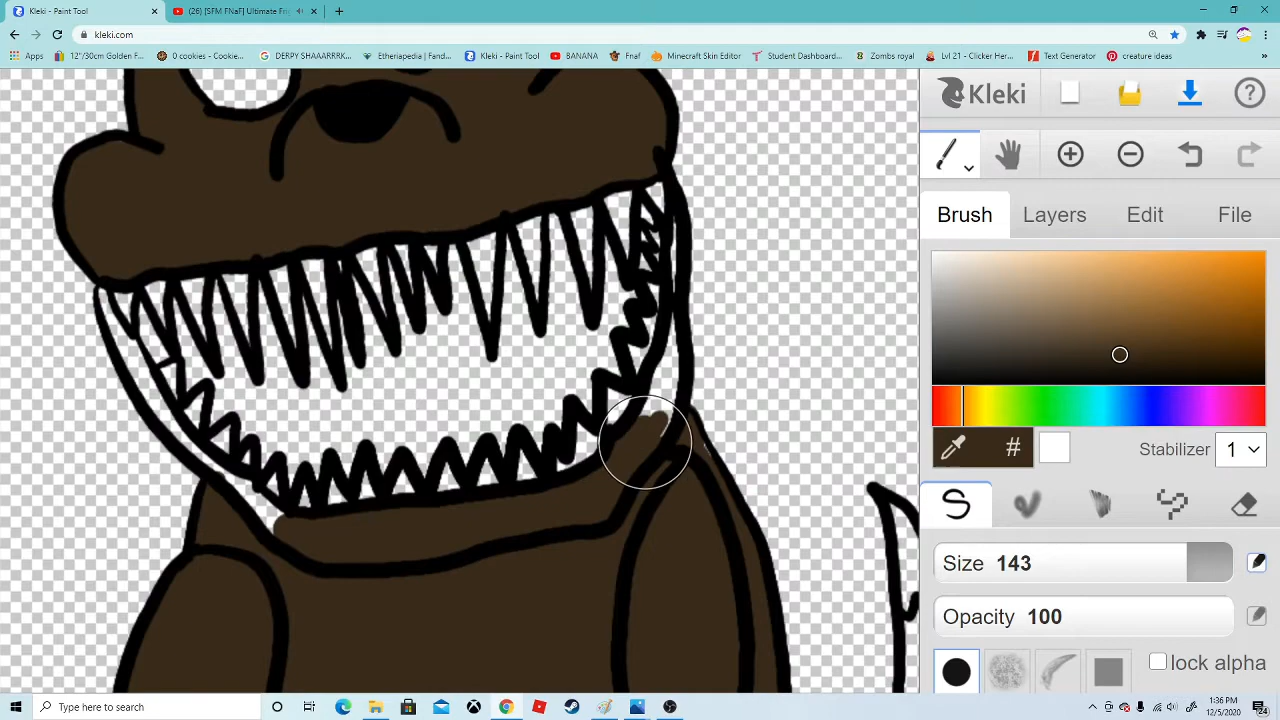 Kleki - Paint Tool
(26) [SFM FNaF] Ultimate Frig
kleki.com
Apps
12"/30cm Golden F...
0 cookies - Cookie...
DERPY SHAAARRRK...
Etheriapedia | Fand...
Kleki - Paint Tool
BANANA
Fnaf
Minecraft Skin Editor
Student Dashboard...
Zombs royal
Lvl 21 - Clicker Her...
Text Generator
creature ideas
Kleki
Brush
Layers
Edit
File
#
Stabilizer
1
Size 143
Opacity 100
lock alpha
Type here to search
1:36 PM
12/5/2020
24